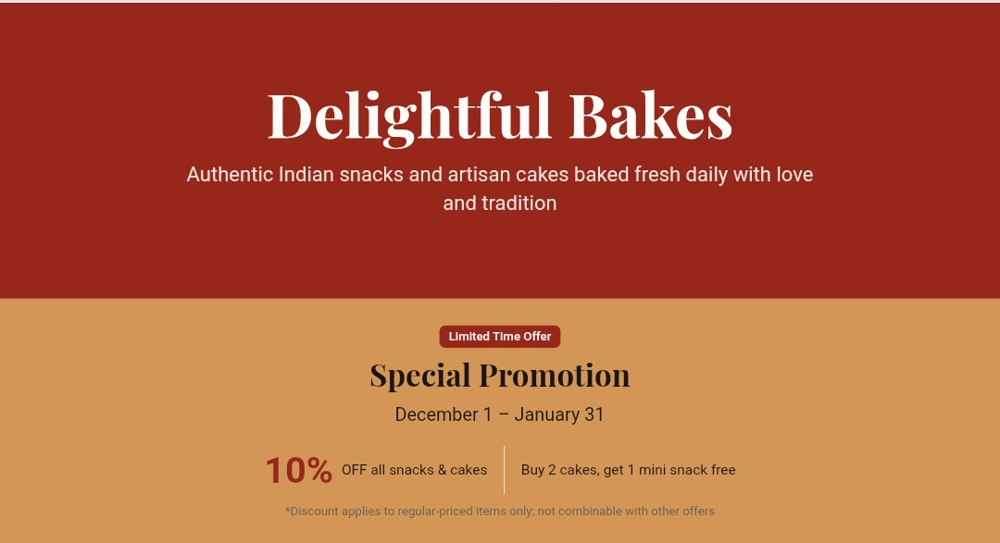 Delightful Bakes
Authentic Indian snacks and artisan cakes baked fresh daily with love
and tradition
Limited Time Offer
Special Promotion
December 1 – January 31
10% OFF all snacks & cakes
Buy 2 cakes, get 1 mini snack free
*Discount applies to regular-priced items only; not combinable with other offers